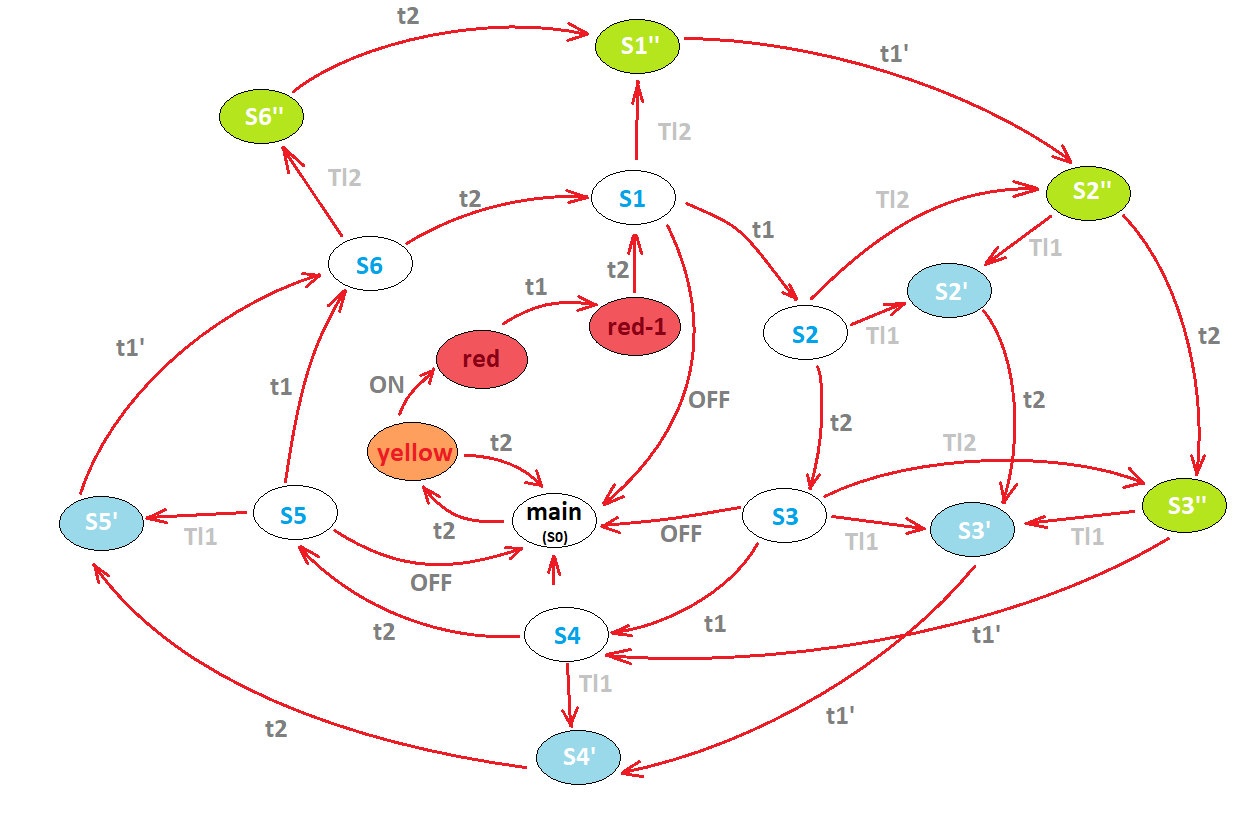 t2
S1"
t1'
S6"
Tl2
Tl2
S1
t2
Tl2
S2"
t1
Tl1
S6
t2
S2'
t1
red-1
S2
Tl1
t2
t1'
red
ON
t1
OFF
t2
t2
yellow
t2
Tl2
S5'
S5
main
(S0)
S3
S3'
S3"
Tl1
t2
OFF
Tl1
Tl1
OFF
t2
S4
t1
t1'
Tl1
t2
t1'
S4'